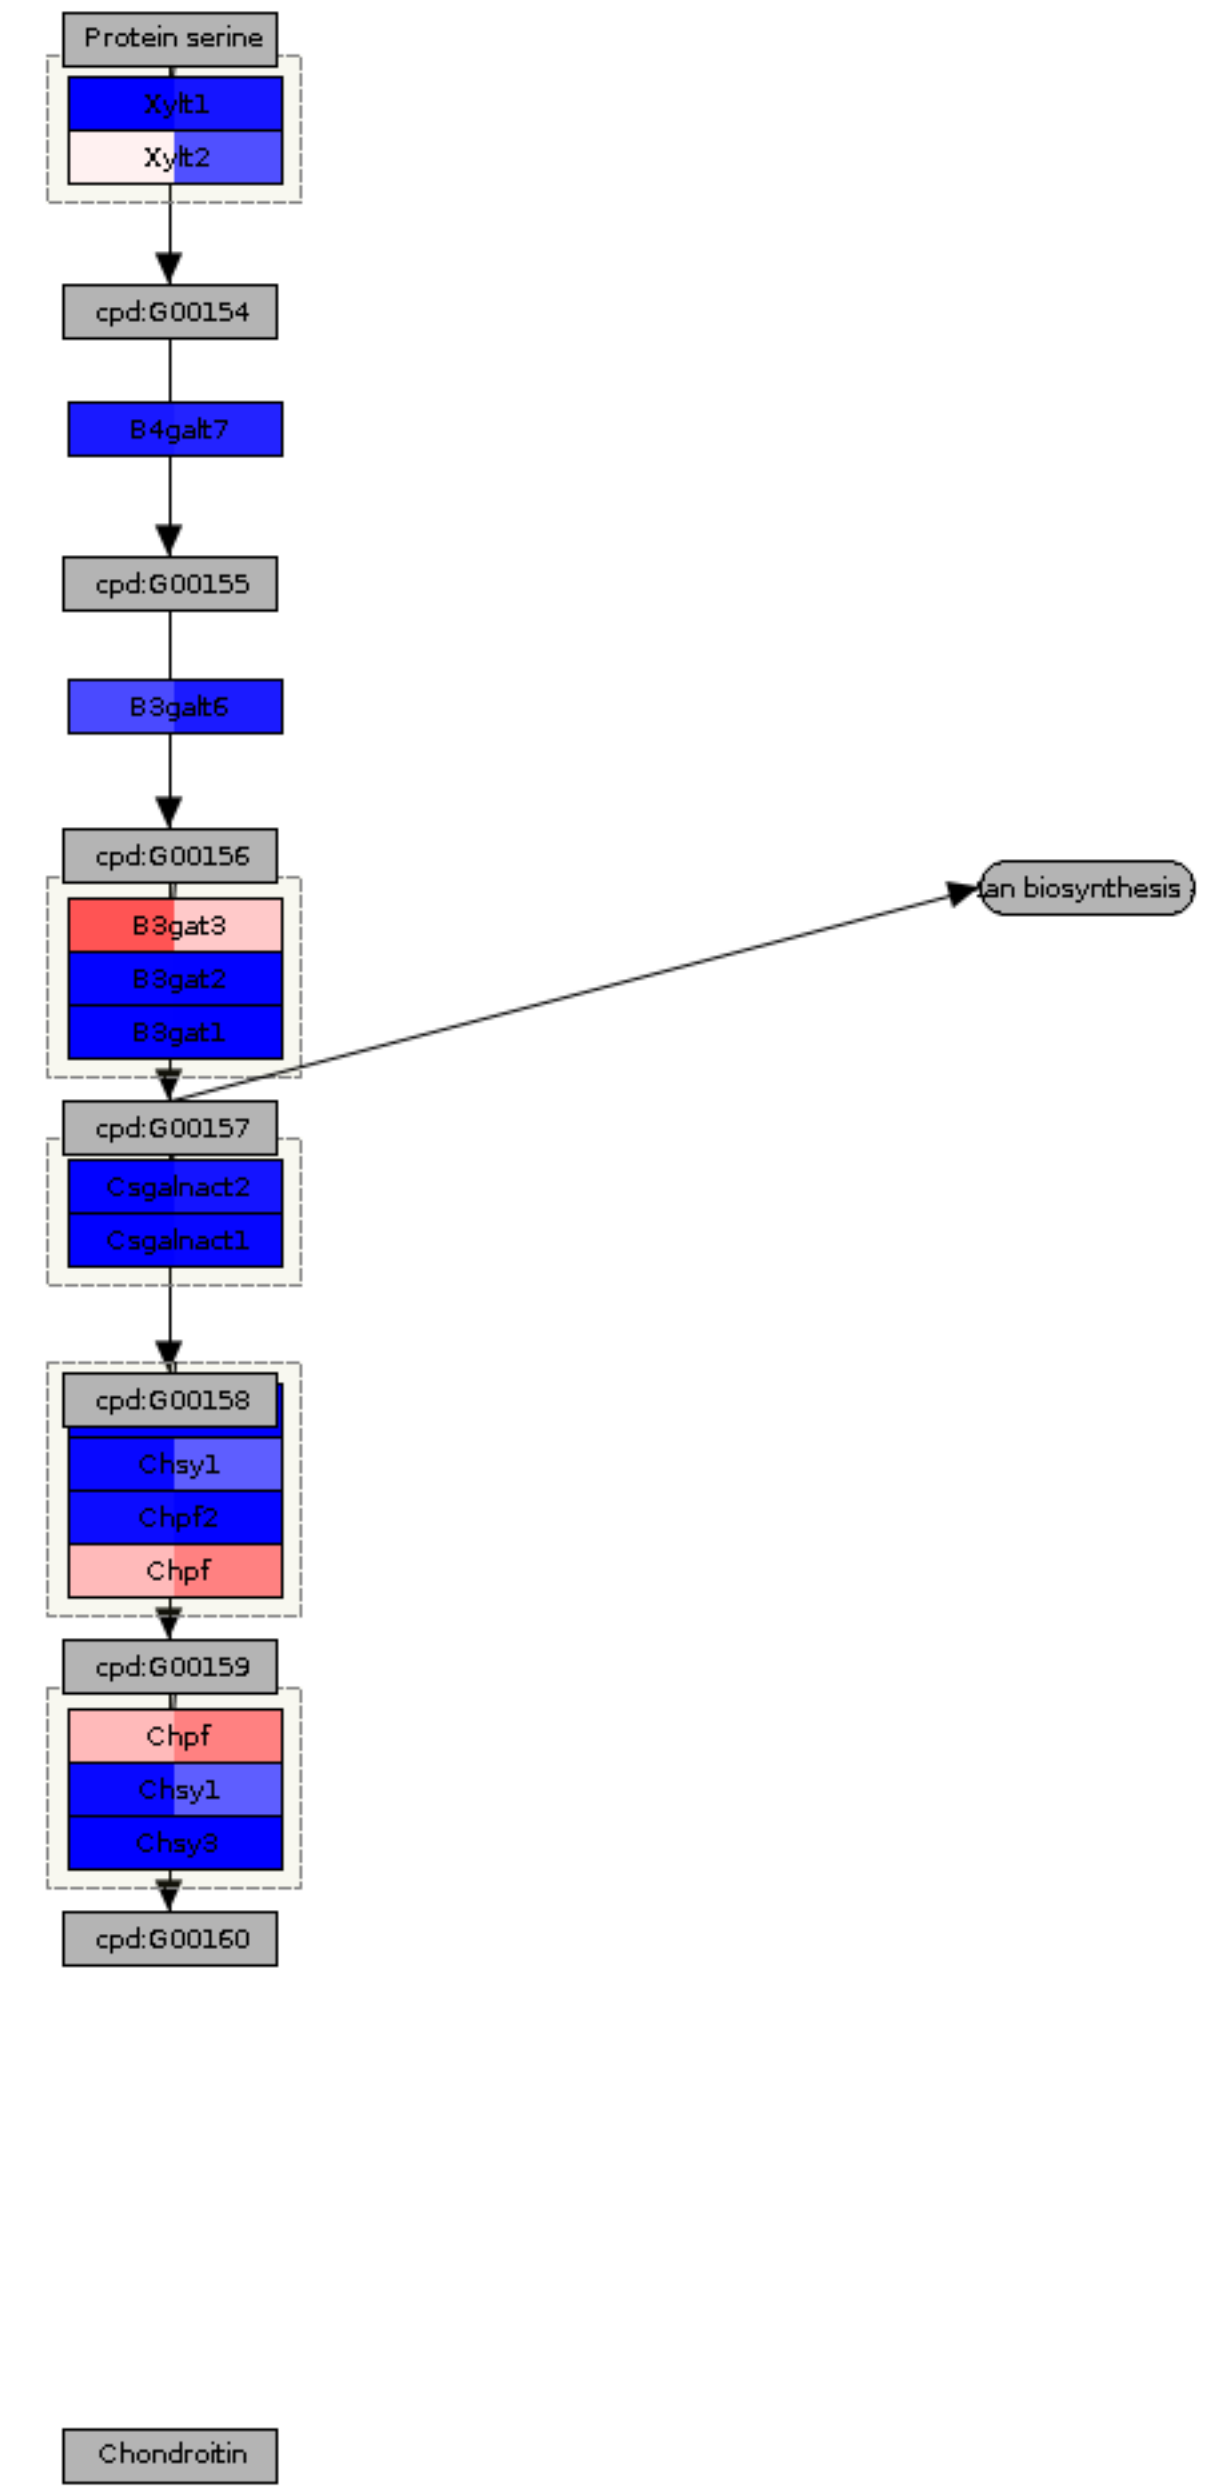 Protein serine
Xylt1
Xylt2
cpd:G00154
B4galt7
cpd:G00155
B3galt6
cpd:G00156
an biosynthesis
B3gat3
B3gat2
B3gat1
cpd:G00157
Csgalnact2
Csgalnact1
cpd:G00158
Chsy1
Chpf2
Chpf
cpd:G00159
Chpf
Chsy1
Chsy3
cpd:G00160
Chondroitin